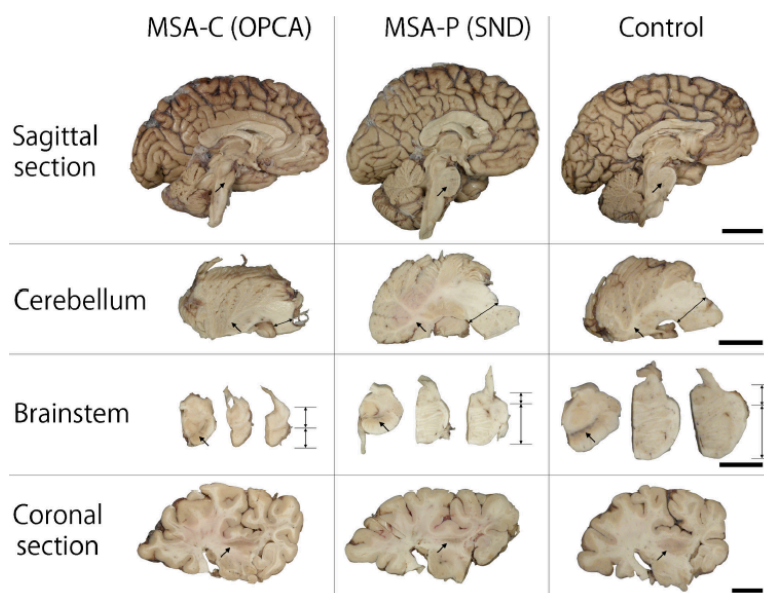 MSA-C (OPCA)
MSA-P (SND)
Control
Sagittal
section
Cerebellum
Brainstem
Coronal
section